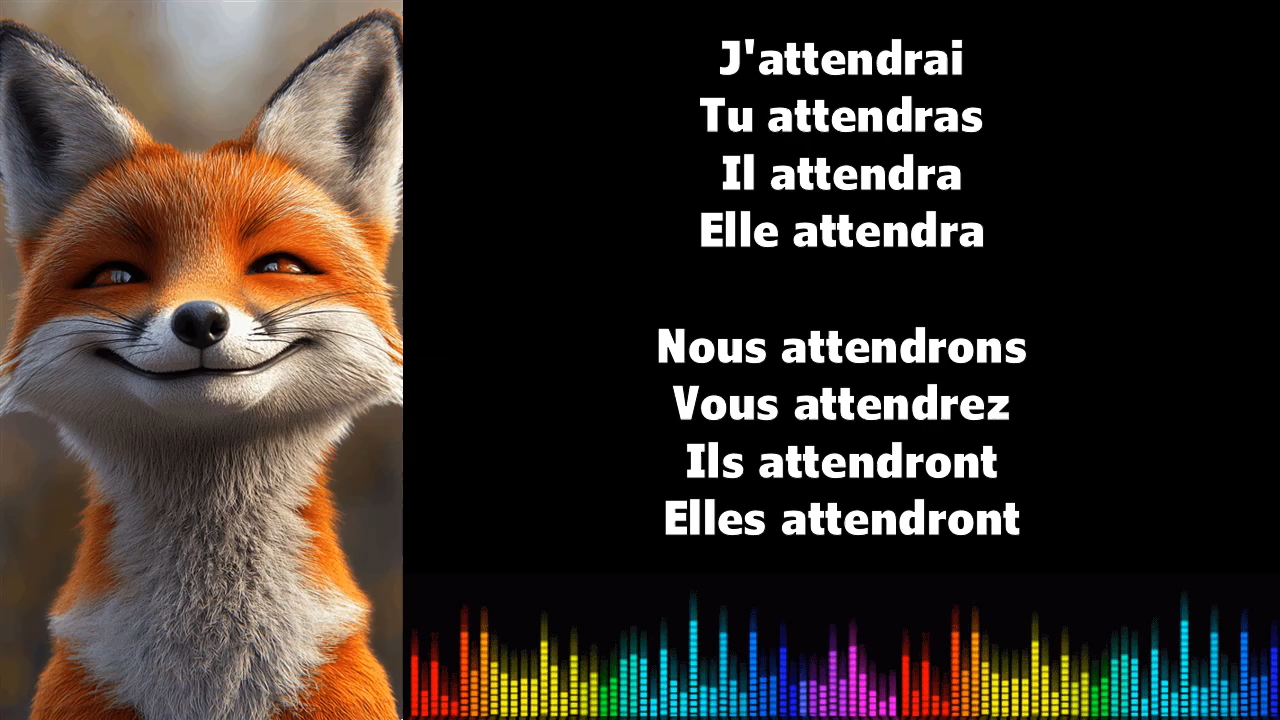 J'attendrai
Tu attendras
Il attendra
Elle attendra
Nous attendrons
Vous attendrez
Ils attendront
Elles attendront